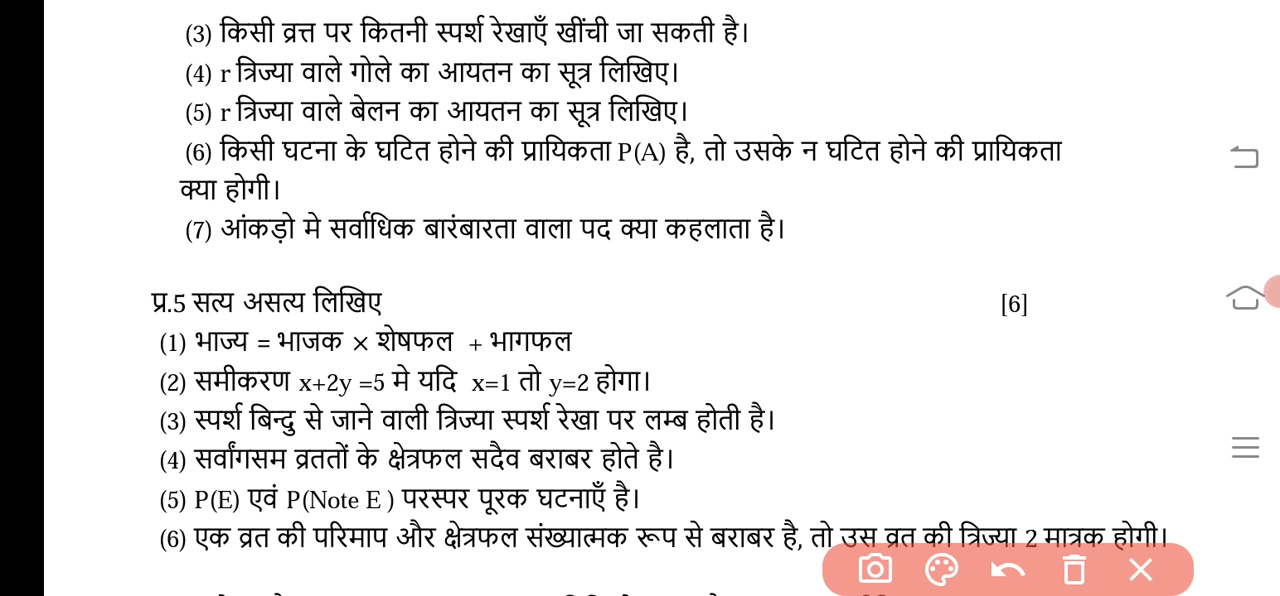 (3) किसी व्रत्त पर कितनी स्पर्श रेखाएँ खींची जा सकती है।
(4) r त्रिज्या वाले गोले का आयतन का सूत्र लिखिए।
(5) r त्रिज्या वाले बेलन का आयतन का सूत्र लिखिए।
(6) किसी घटना के घटित होने की प्रायिकता P(A) है, तो उसके न घटित होने की प्रायिकता
क्या होगी।
(7) आंकड़ो मे सर्वाधिक बारंबारता वाला पद क्या कहलाता है।
प्र.5 सत्य असत्य लिखिए [6]
(1) भाज्य = भाजक × शेषफल + भागफल
(2) समीकरण x+2y =5 मे यदि x=1 तो y=2 होगा।
(3) स्पर्श बिन्दु से जाने वाली त्रिज्या स्पर्श रेखा पर लम्ब होती है।
(4) सर्वांगसम व्रततों के क्षेत्रफल सदैव बराबर होते है।
(5) P(E) एवं P(Note E ) परस्पर पूरक घटनाएँ है।
(6) एक व्रत की परिमाप और क्षेत्रफल संख्यात्मक रूप से बराबर है, तो उस व्रत की त्रिज्या 2 मात्रक होगी।